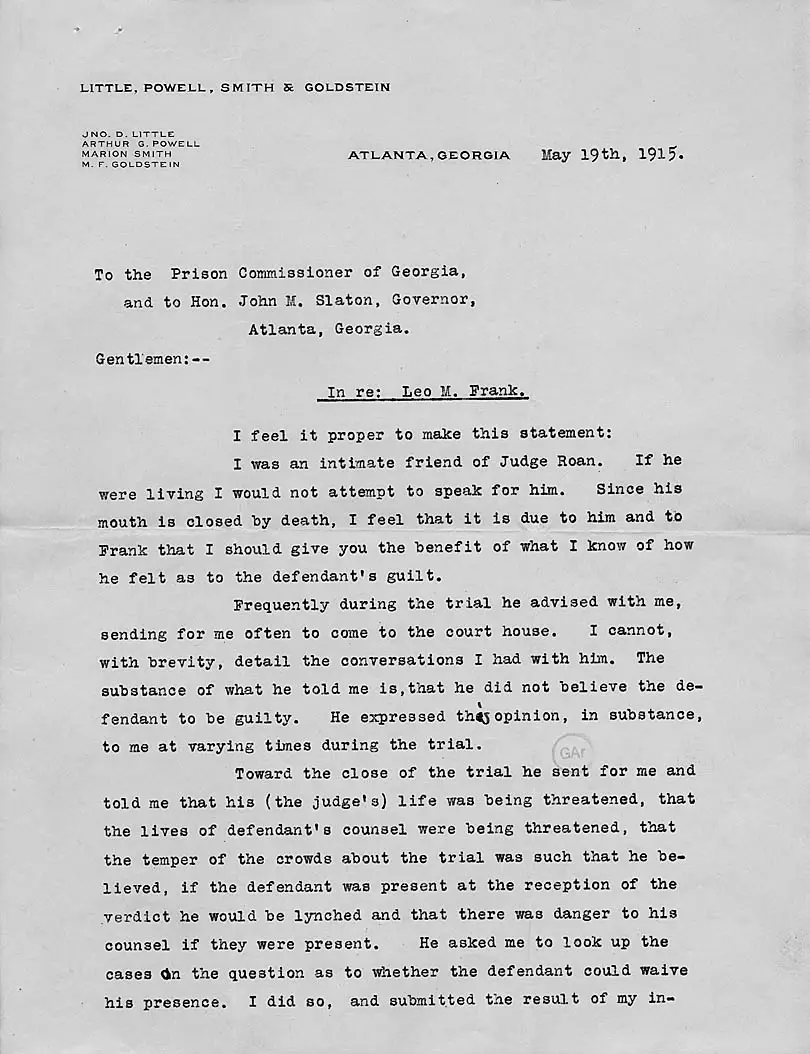 LITTLE, POWELL, SMITH & GOLDSTEIN
JNO. D. LITTLE
ARTHUR G. POWELL
MARION SMITH
M. F. GOLDSTEIN
ATLANTA, GEORGIA May 19th, 1915.
To the Prison Commissioner of Georgia,
and to Hon. John M. Slaton, Governor,
Atlanta, Georgia.
Gentlemen:--
In re: Leo M. Frank.
I feel it proper to make this statement:
I was an intimate friend of Judge Roan. If he
were living I would not attempt to speak for him. Since his
mouth is closed by death, I feel that it is due to him and to
Frank that I should give you the benefit of what I know of how
he felt as to the defendant's guilt.
Frequently during the trial he advised with me,
sending for me often to come to the court house. I cannot,
with brevity, detail the conversations I had with him. The
substance of what he told me is,that he did not believe the de-
fendant to be guilty. He expressed this opinion, in substance,
to me at varying times during the trial.
GAr
Toward the close of the trial he sent for me and
told me that his (the judge's) life was being threatened, that
the lives of defendant's counsel were being threatened, that
the temper of the crowds about the trial was such that he be-
lieved, if the defendant was present at the reception of the
verdict he would be lynched and that there was danger to his
counsel if they were present. He asked me to look up the
cases on the question as to whether the defendant could waive
his presence. I did so, and submitted the result of my in-